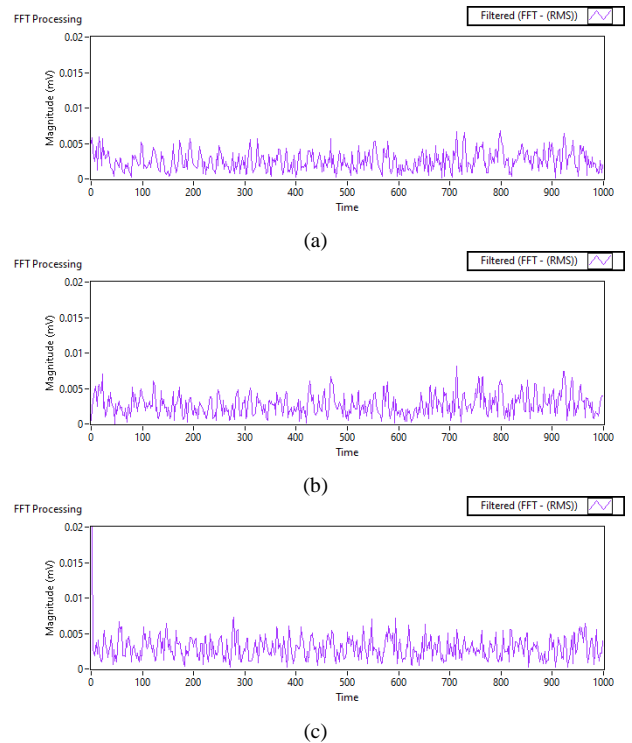 FFT Processing
Filtered (FFT - (RMS))
0.02
0.015
0.01
0.005
0
Magnitude (mV)
0 100 200 300 400 500 600 700 800 900 1000
Time
(a)
FFT Processing
Filtered (FFT - (RMS))
0.02
0.015
0.01
0.005
0
Magnitude (mV)
0 100 200 300 400 500 600 700 800 900 1000
Time
(b)
FFT Processing
Filtered (FFT - (RMS))
0.02
0.015
0.01
0.005
0
Magnitude (mV)
0 100 200 300 400 500 600 700 800 900 1000
Time
(c)